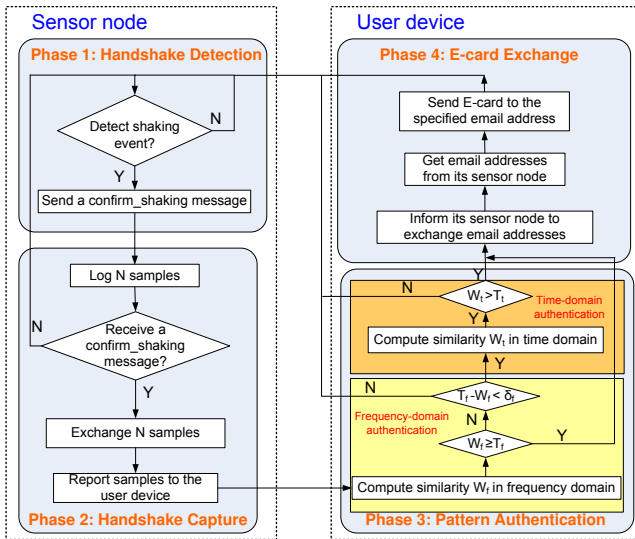 Sensor node
Phase 1: Handshake Detection
Detect shaking
event?
N
Y
Send a confirm_shaking message
Log N samples
N
Receive a
confirm_shaking
message?
Y
Exchange N samples
Report samples to the
user device
Phase 2: Handshake Capture
User device
Phase 4: E-card Exchange
Send E-card to the
specified email address
Get email addresses
from its sensor node
Inform its sensor node to
exchange email addresses
Y
N
Wt >Tt
Time-domain
authentication
Y
Compute similarity Wt in time domain
Y
N
Tf -Wf < δf
Frequency-domain
authentication
N
Wf ≥Tf
Y
Compute similarity Wf in frequency domain
Phase 3: Pattern Authentication